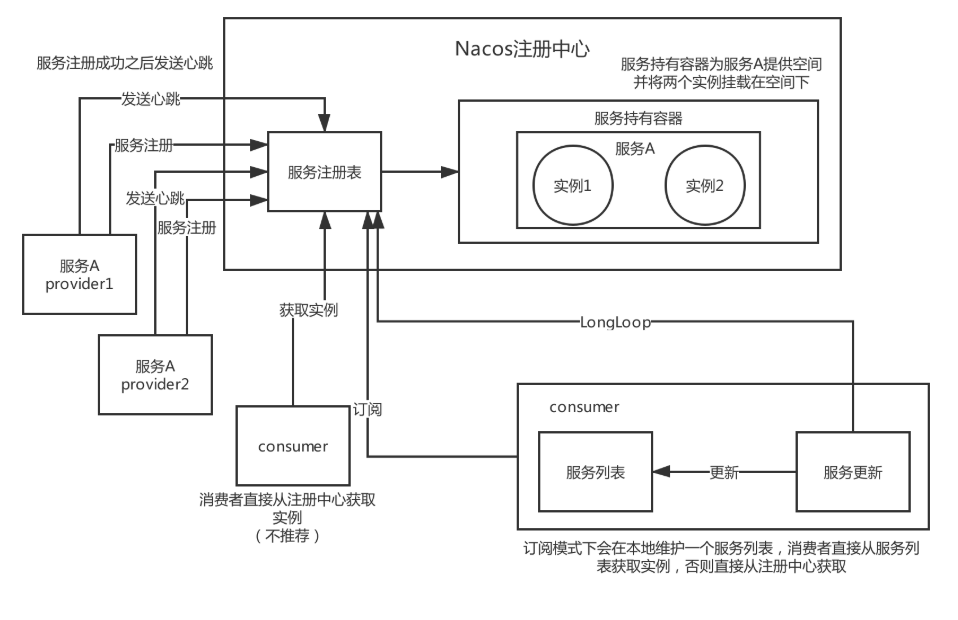 Nacos注册中心
服务注册成功之后发送心跳
服务持有容器为服务A提供空间
并将两个实例挂载在空间下
发送心跳
服务持有容器
服务注册
服务A
服务注册表
实例1
实例2
发送心跳
服务注册
服务A
provider1
获取实例
LongLoop
服务A
provider2
订阅
consumer
consumer
服务列表
更新
服务更新
消费者直接从注册中心获取
实例
（不推荐）
订阅模式下会在本地维护一个服务列表，消费者直接从服务列
表获取实例，否则直接从注册中心获取